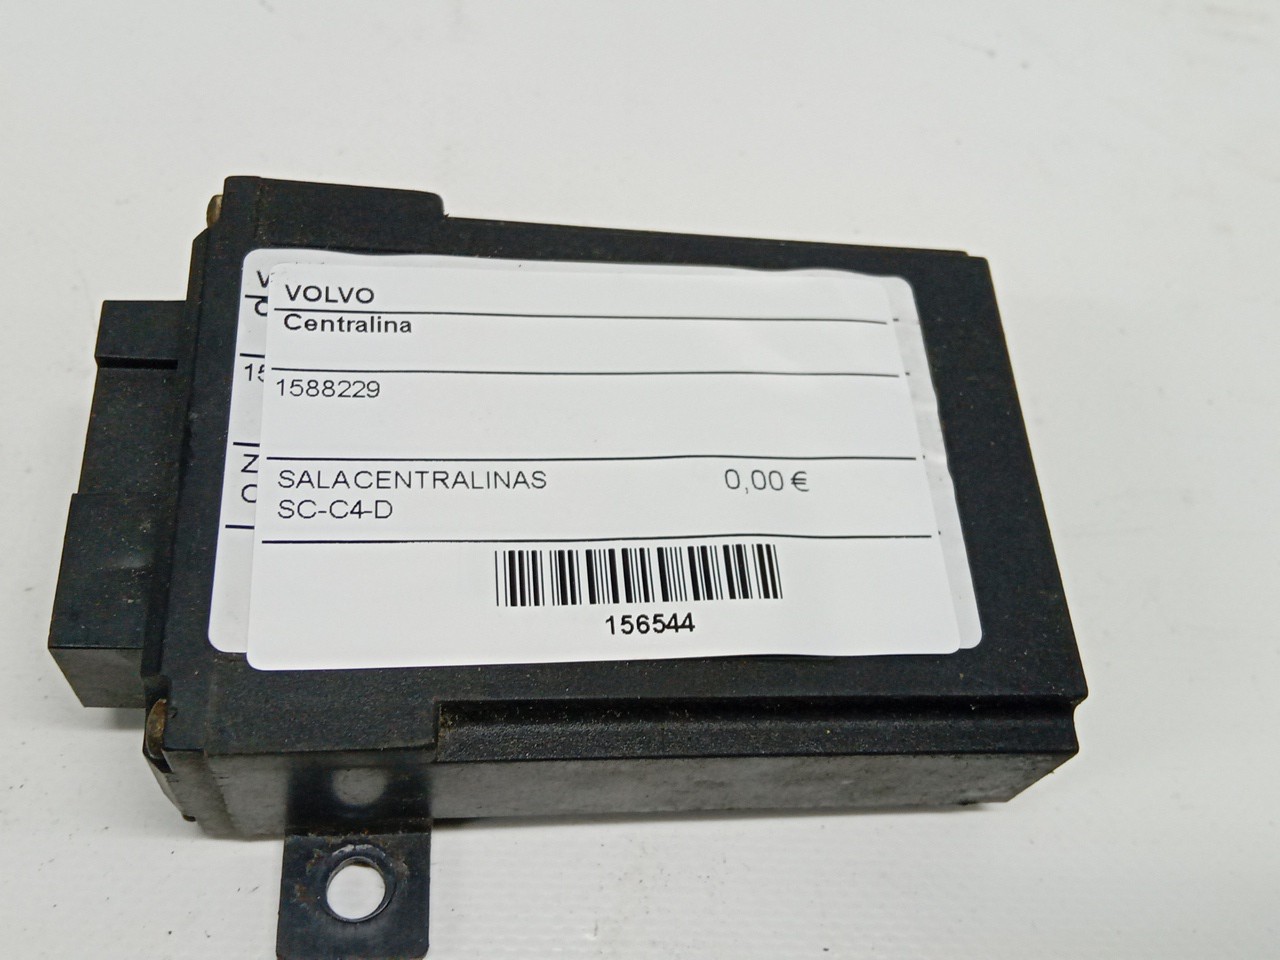 VOLVO
Centralina
1588229
SALACENTRALINAS 0,00 €
SC-C4-D
156544